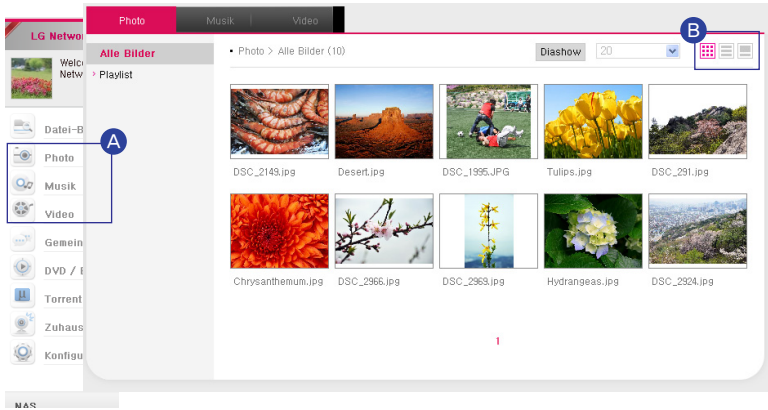 Photo Musik Video
LG Netwo
Welc
Netw
Datei-B
Photo
Musik
Video
Gemein
DVD /
Torrent
Zuhaus
Konfigu
NAS
A
Alle Bilder
Playlist
Photo > Alle Bilder (10)
Diashow 20
B
DSC_2149.jpg Desert.jpg DSC_1995.JPG Tulips.jpg DSC_291.jpg
Chrysanthemum.jpg DSC_2966.jpg DSC_2969.jpg Hydrangeas.jpg DSC_2924.jpg
1